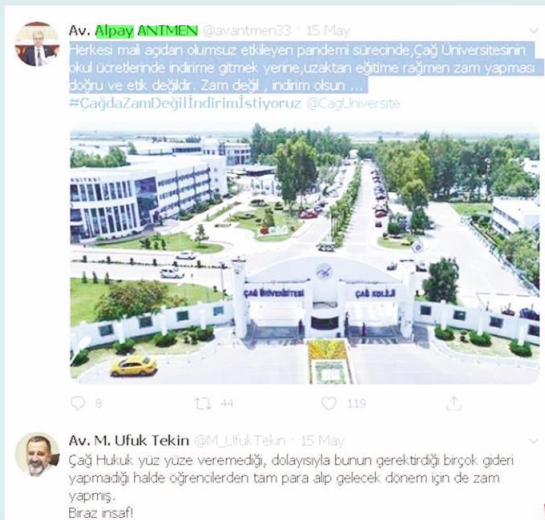 Av. Alpay ANTMEN @avantmen33 · 15 May
Herkesi mali açıdan olumsuz etkileyen pandemi sürecinde,Çağ Üniversitesinin
okul ücretlerinde indirime gitmek yerine,uzaktan eğitime rağmen zam yapması
doğru ve etik değildir. Zam değil , indirim olsun ...
#ÇağdaZamDeğilİndirimİstiyoruz @CagUniversite
ÇAĞ ÜNİVERSİTESİ
ÇAĞ KOLEJİ
8 44 119
Av. M. Ufuk Tekin @M_UfukTekin · 15 May
Çağ Hukuk yüz yüze veremediği, dolayısıyla bunun gerektirdiği birçok gideri
yapmadığı halde öğrencilerden tam para alıp gelecek dönem için de zam
yapmış.
Biraz insaf!